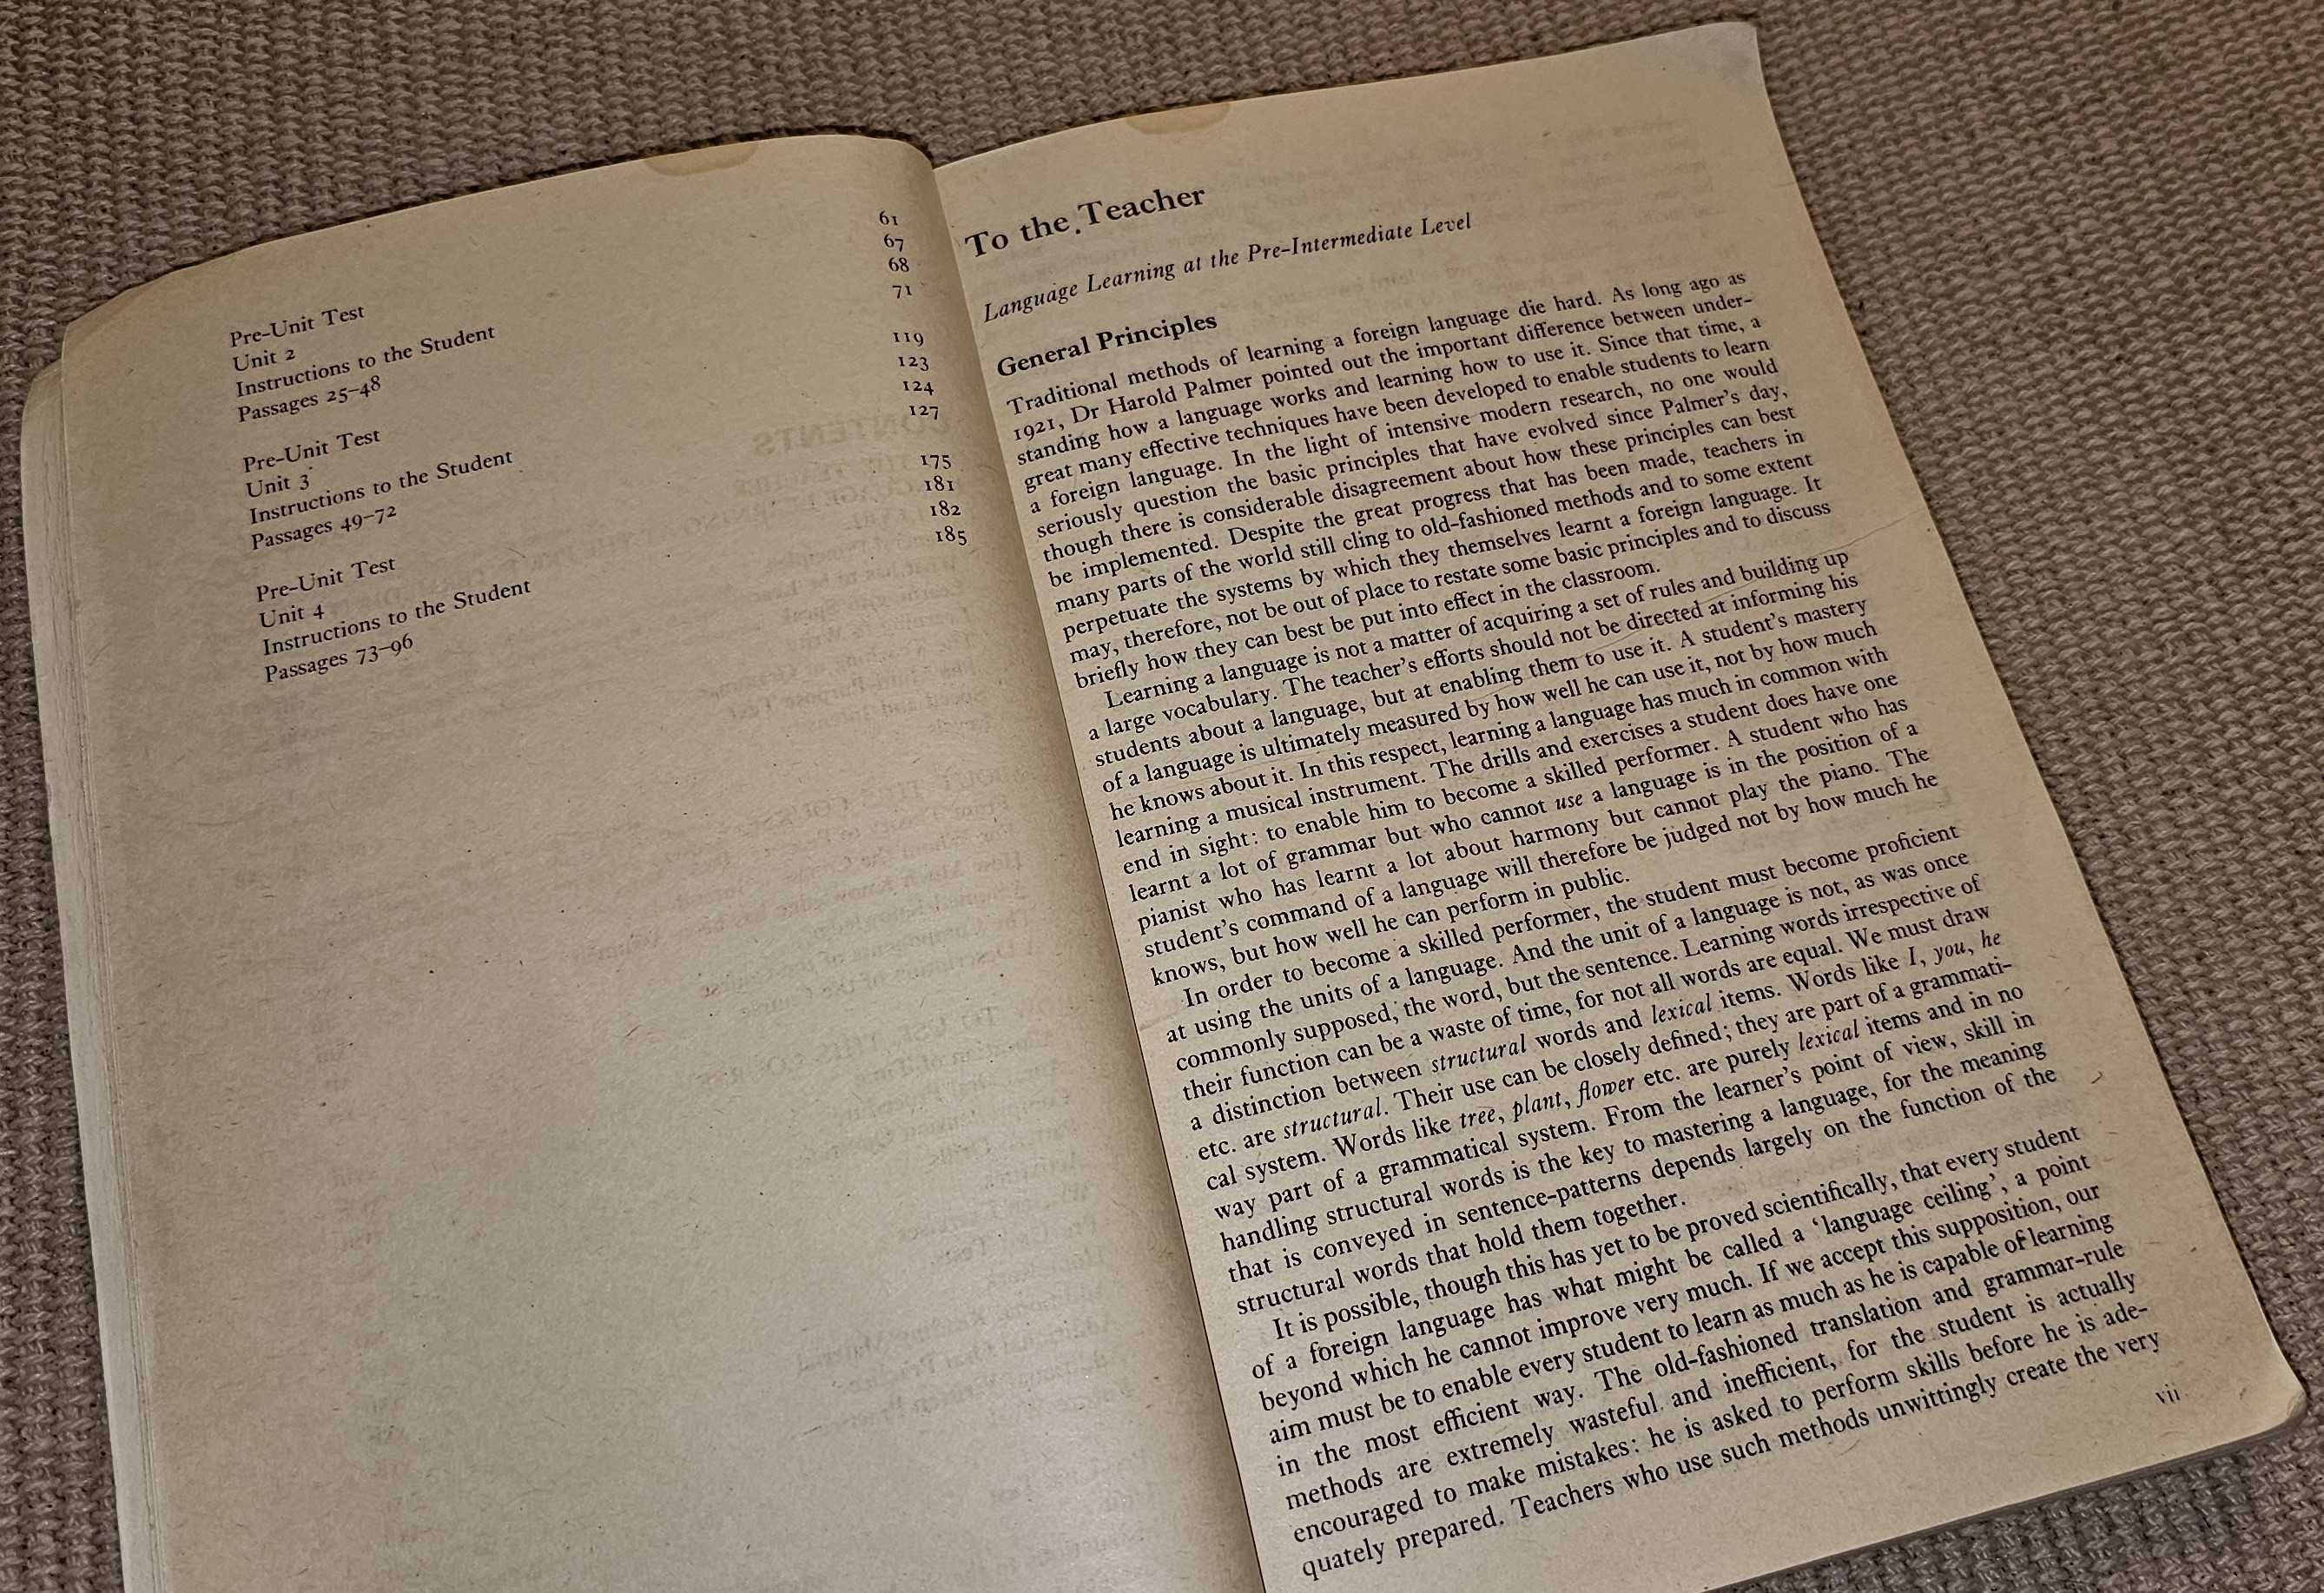 Pre-Unit Test 61
Unit 2 67
Instructions to the Student 68
Passages 25–48 71
Pre-Unit Test 119
Unit 3 123
Instructions to the Student 124
Passages 49–72 127
Pre-Unit Test 175
Unit 4 181
Instructions to the Student 182
Passages 73–96 185
To the Teacher
Language Learning at the Pre-Intermediate Level
General Principles
Traditional methods of learning a foreign language die hard. As long ago as
1921, Dr Harold Palmer pointed out the important difference between under-
standing how a language works and learning how to use it. Since that time, a
great many effective techniques have been developed to enable students to learn
a foreign language. In the light of intensive modern research, no one would
seriously question the basic principles that have evolved since Palmer's day,
though there is considerable disagreement about how these principles can best
be implemented. Despite the great progress that has been made, teachers in
many parts of the world still cling to old-fashioned methods and to some extent
perpetuate the systems by which they themselves learnt a foreign language. It
may, therefore, not be out of place to restate some basic principles and to discuss
briefly how they can best be put into effect in the classroom.
Learning a language is not a matter of acquiring a set of rules and building up
a large vocabulary. The teacher's efforts should not be directed at informing his
students about a language, but at enabling them to use it. A student's mastery
of a language is ultimately measured by how well he can use it, not by how much
he knows about it. In this respect, learning a language has much in common with
learning a musical instrument. The drills and exercises a student does have one
end in sight: to enable him to become a skilled performer. A student who has
learnt a lot of grammar but who cannot use a language is in the position of a
pianist who has learnt a lot about harmony but cannot play the piano. The
student's command of a language will therefore be judged not by how much he
knows, but how well he can perform in public.
In order to become a skilled performer, the student must become proficient
at using the units of a language. And the unit of a language is not, as was once
commonly supposed, the word, but the sentence. Learning words irrespective of
their function can be a waste of time, for not all words are equal. We must draw
a distinction between structural words and lexical items. Words like I, you, he
etc. are structural. Their use can be closely defined; they are part of a grammati-
cal system. Words like tree, plant, flower etc. are purely lexical items and in no
way part of a grammatical system. From the learner's point of view, skill in
handling structural words is the key to mastering a language, for the meaning
that is conveyed in sentence-patterns depends largely on the function of the
structural words that hold them together.
It is possible, though this has yet to be proved scientifically, that every student
of a foreign language has what might be called a 'language ceiling', a point
beyond which he cannot improve very much. If we accept this supposition, our
aim must be to enable every student to learn as much as he is capable of learning
in the most efficient way. The old-fashioned translation and grammar-rule
methods are extremely wasteful and inefficient, for the student is actually
encouraged to make mistakes: he is asked to perform skills before he is ade-
quately prepared. Teachers who use such methods unwittingly create the very
vii